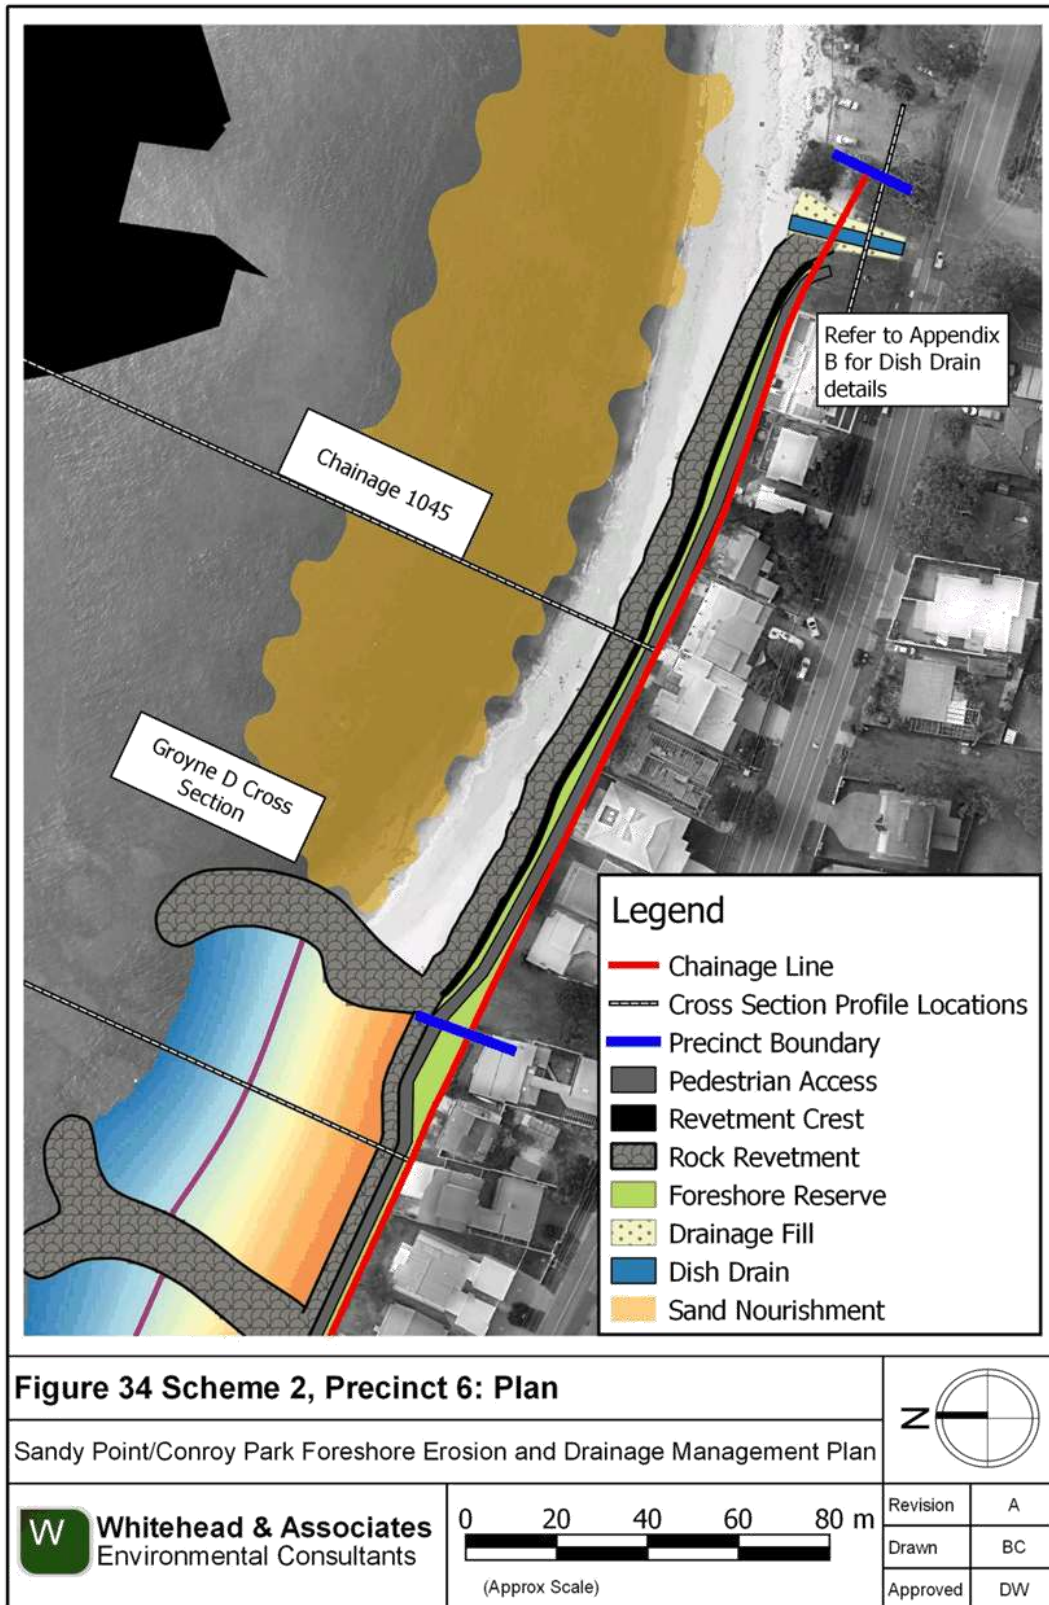 Refer to Appendix
B for Dish Drain
details
Chainage 1045
Groyne D Cross
Section
BK
Legend
Chainage Line
Cross Section Profile Locations
Precinct Boundary
Pedestrian Access
Revetment Crest
Rock Revetment
Foreshore Reserve
Drainage Fill
Dish Drain
Sand Nourishment
Figure 34 Scheme 2, Precinct 6: Plan
Sandy Point/Conroy Park Foreshore Erosion and Drainage Management Plan
N
W
Whitehead & Associates
Environmental Consultants
0 20 40 60 80 m
(Approx Scale)
Revision A
Drawn BC
Approved DW